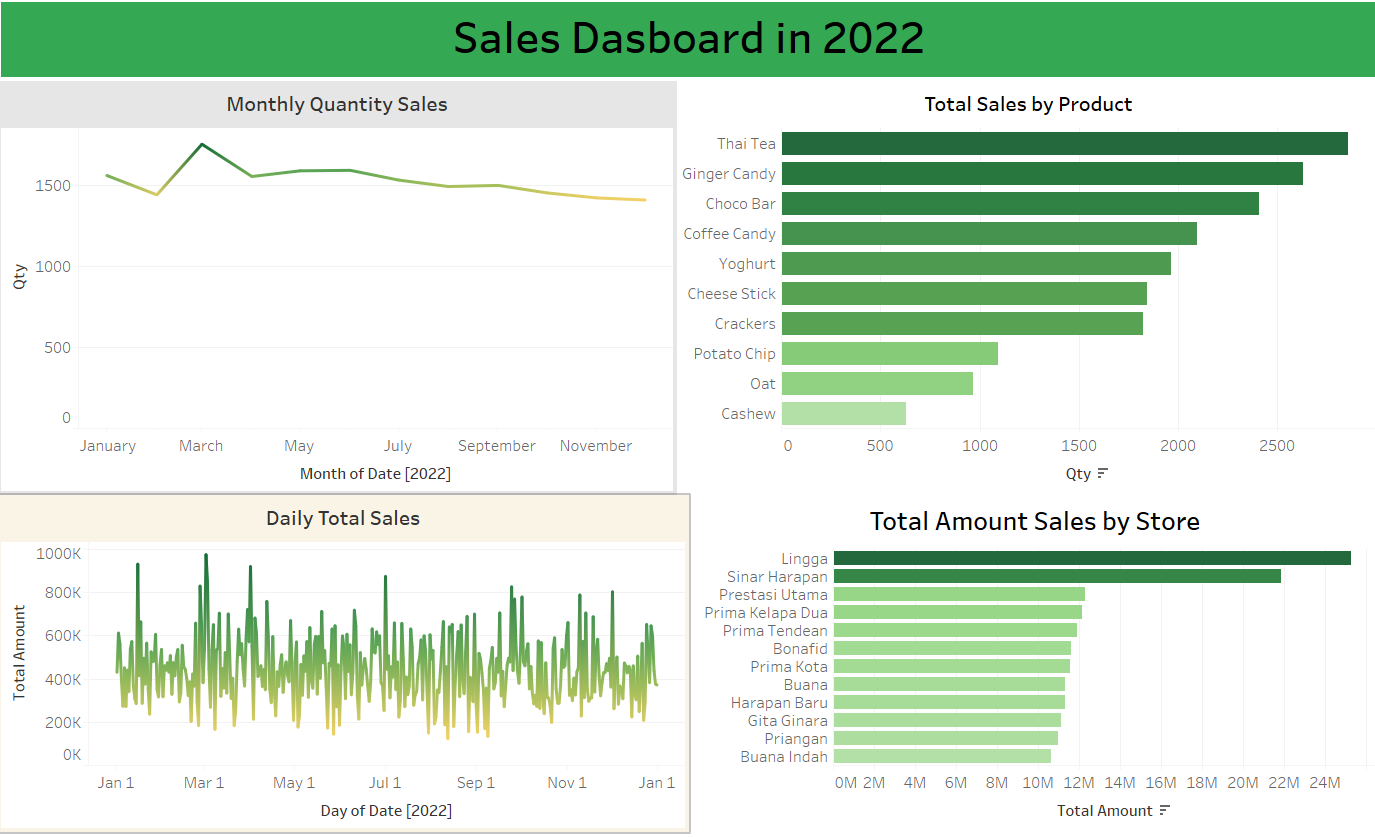 Sales Dasboard in 2022
Monthly Quantity Sales
Qty
1500
1000
500
0
January March May July September November
Month of Date [2022]
Total Sales by Product
Thai Tea
Ginger Candy
Choco Bar
Coffee Candy
Yoghurt
Cheese Stick
Crackers
Potato Chip
Oat
Cashew
0 500 1000 1500 2000 2500
Qty
Daily Total Sales
Total Amount
1000K
800K
600K
400K
200K
0K
Jan 1 Mar 1 May 1 Jul 1 Sep 1 Nov 1 Jan 1
Day of Date [2022]
Total Amount Sales by Store
Lingga
Sinar Harapan
Prestasi Utama
Prima Kelapa Dua
Prima Tendean
Bonafid
Prima Kota
Buana
Harapan Baru
Gita Ginara
Priangan
Buana Indah
0M 2M 4M 6M 8M 10M 12M 14M 16M 18M 20M 22M 24M
Total Amount